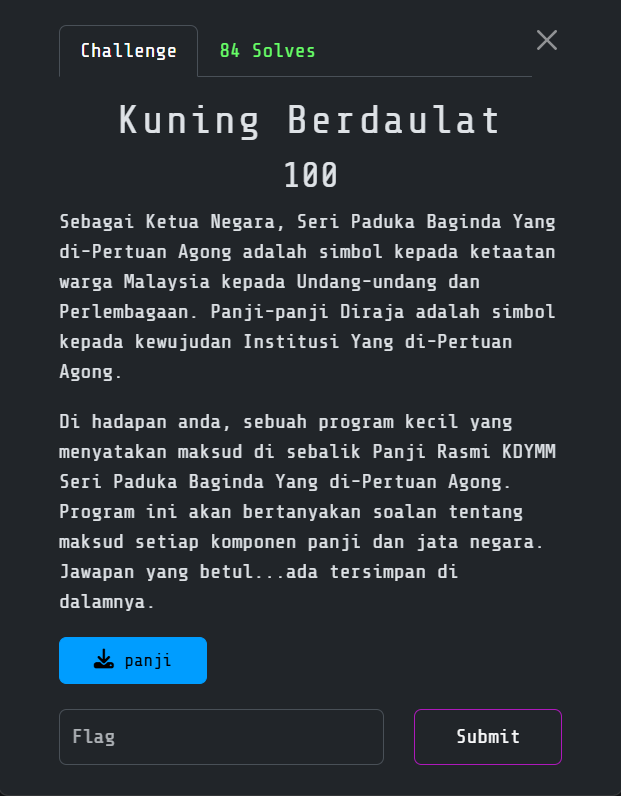 Challenge
84 Solves
Kuning Berdaulat
100
Sebagai Ketua Negara, Seri Paduka Baginda Yang
di-Pertuan Agong adalah simbol kepada ketaatan
warga Malaysia kepada Undang-undang dan
Perlembagaan. Panji-panji Diraja adalah simbol
kepada kewujudan Institusi Yang di-Pertuan
Agong.
Di hadapan anda, sebuah program kecil yang
menyatakan maksud di sebalik Panji Rasmi KDYMM
Seri Paduka Baginda Yang di-Pertuan Agong.
Program ini akan bertanyakan soalan tentang
maksud setiap komponen panji dan jata negara.
Jawapan yang betul...ada tersimpan di
dalamnya.
panji
Flag
Submit